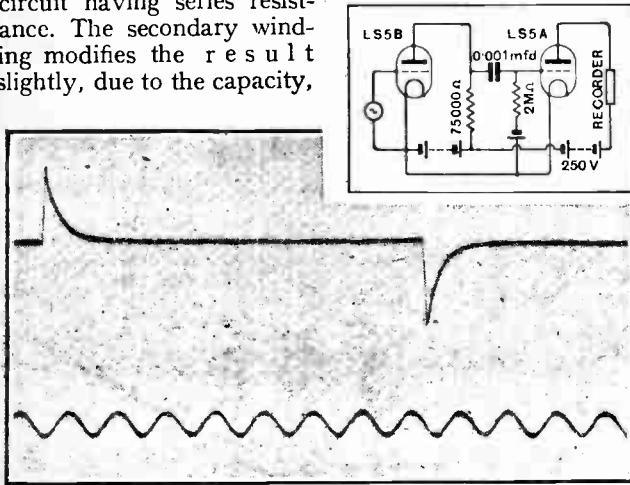 circuit having series resist-
ance. The secondary wind-
ing modifies the result
slightly, due to the capacity,
LS5B
LS5A
0·001mfd
75000Ω
2MΩ
RECORDER
250 V